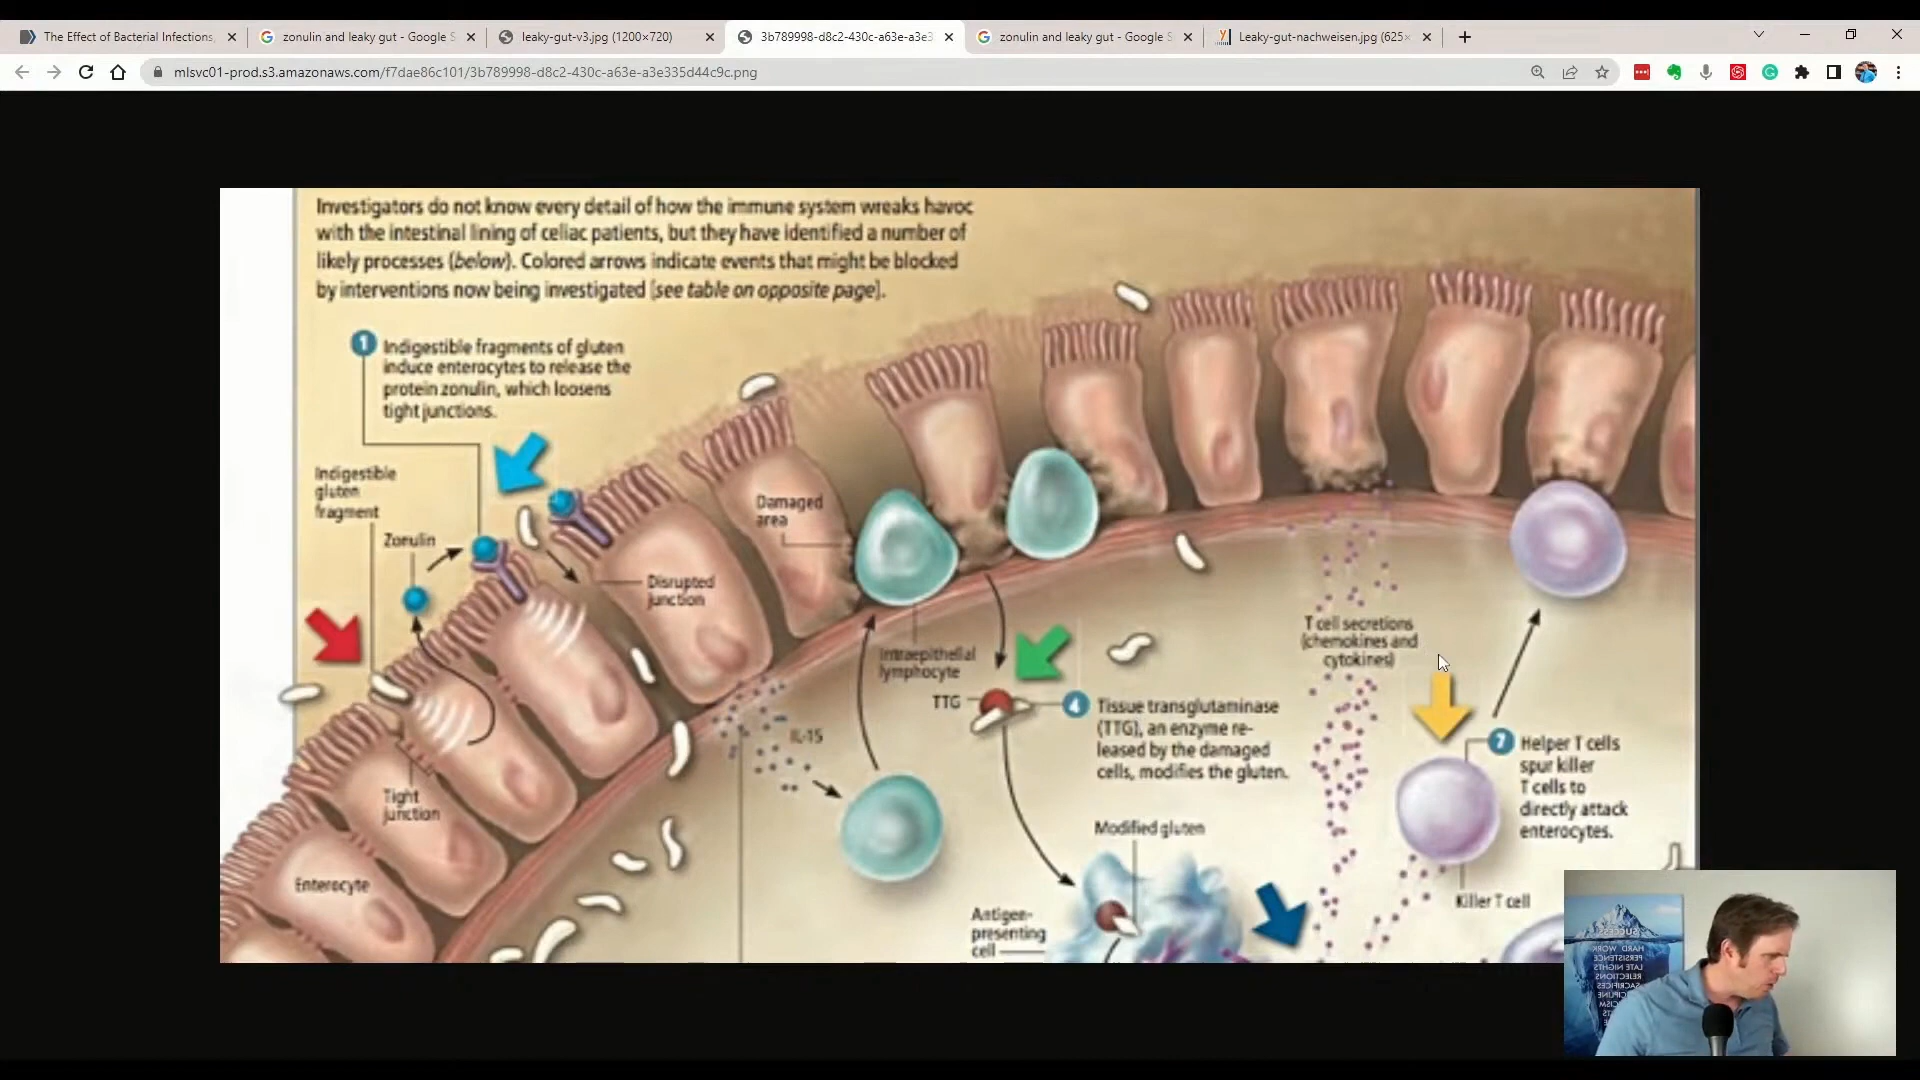 The Effect of Bacterial Infections,
zonulin and leaky gut - Google S
leaky-gut-v3.jpg (1200×720)
3b789998-d8c2-430c-a63e-a3e3
zonulin and leaky gut - Google S
Leaky-gut-nachweisen.jpg (625×
mlsvc01-prod.s3.amazonaws.com/f7dae86c101/3b789998-d8c2-430c-a63e-a3e335d44c9c.png
Investigators do not know every detail of how the immune system wreaks havoc
with the intestinal lining of celiac patients, but they have identified a number of
likely processes (below). Colored arrows indicate events that might be blocked
by interventions now being investigated [see table on opposite page].
1 Indigestible fragments of gluten
induce enterocytes to release the
protein zonulin, which loosens
tight junctions.
Indigestible
gluten
fragment
Zonulin
Damaged
area
Disrupted
junction
Intraepithelial
lymphocyte
TTG
4 Tissue transglutaminase
(TTG), an enzyme re-
leased by the damaged
cells, modifies the gluten.
T cell secretions
(chemokines and
cytokines)
IL-15
7 Helper T cells
spur killer
T cells to
directly attack
enterocytes.
Tight
junction
Modified gluten
Enterocyte
Antigen-
presenting
cell
Killer T cell
SUCCESS
HARD WORK
PERSISTENCE
LATE NIGHTS
REJECTIONS
SACRIFICES